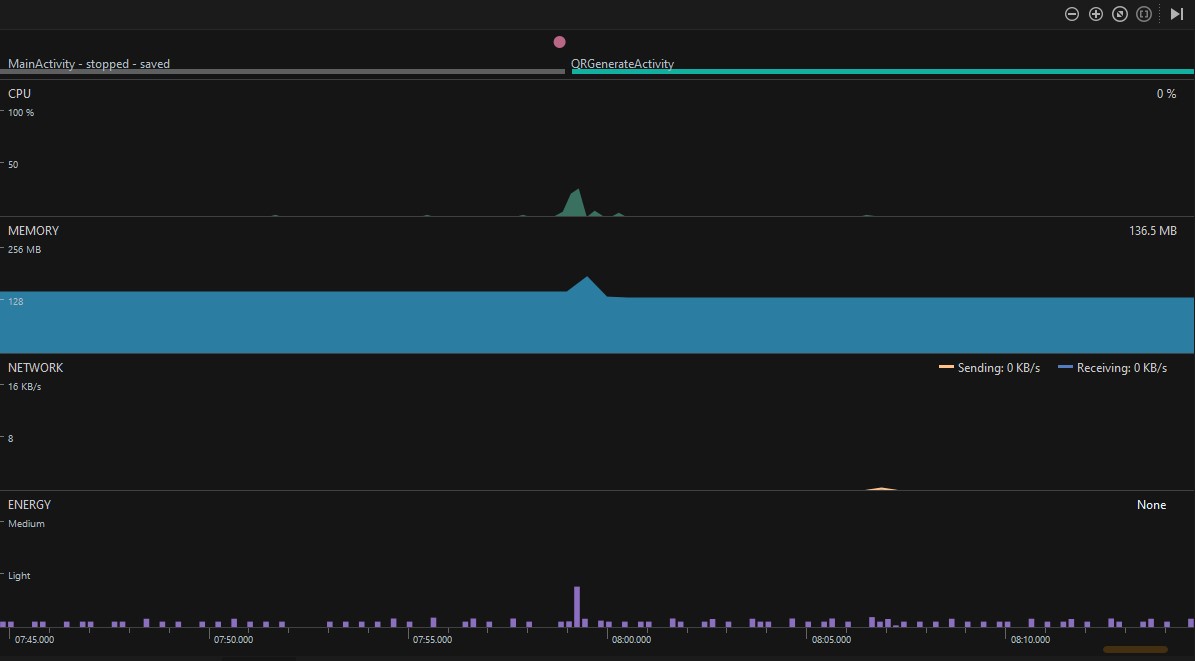 MainActivity - stopped - saved QRGenerateActivity
CPU 0 %
100 %
50
MEMORY 136.5 MB
256 MB
128
NETWORK Sending: 0 KB/s Receiving: 0 KB/s
16 KB/s
8
ENERGY None
Medium
Light
07:45.000 07:50.000 07:55.000 08:00.000 08:05.000 08:10.000